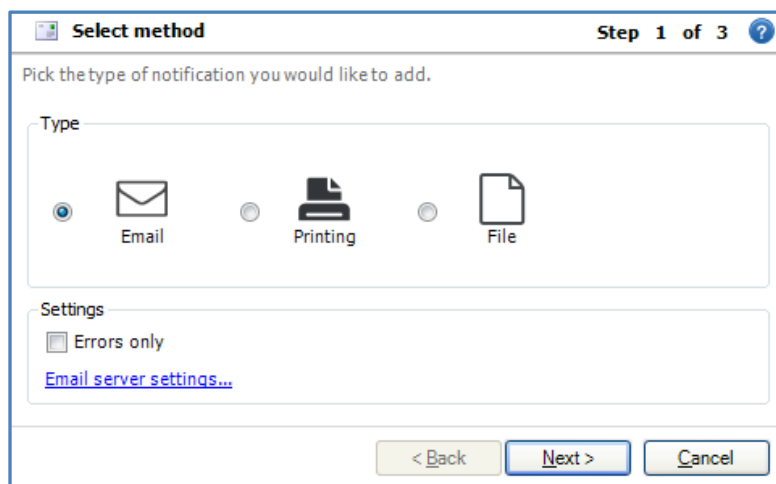 Select method Step 1 of 3 ?
Pick the type of notification you would like to add.
Type
Email Printing File
Settings
Errors only
Email server settings...
< Back Next > Cancel